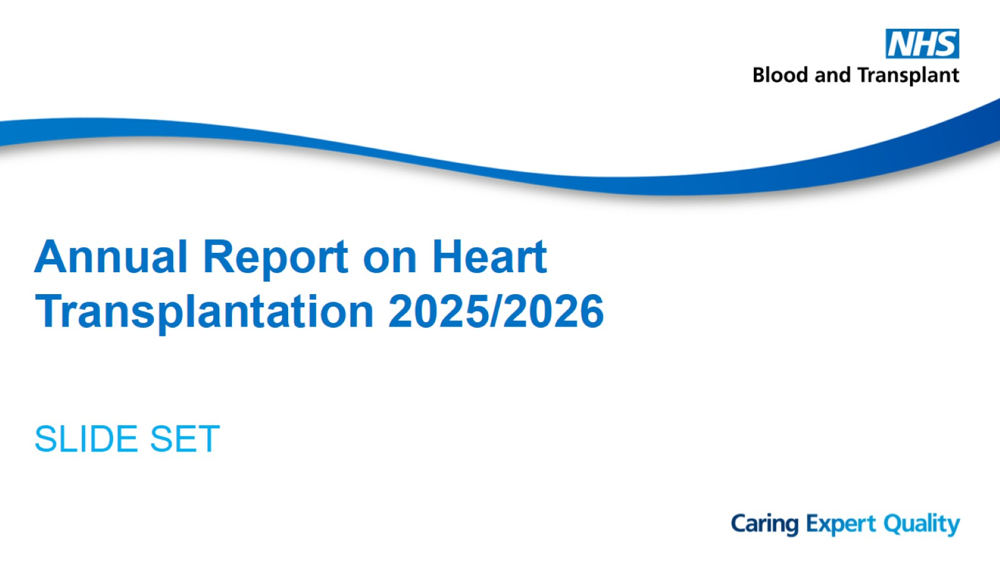 NHS
Blood and Transplant
Annual Report on Heart
Transplantation 2025/2026
SLIDE SET
Caring Expert Quality